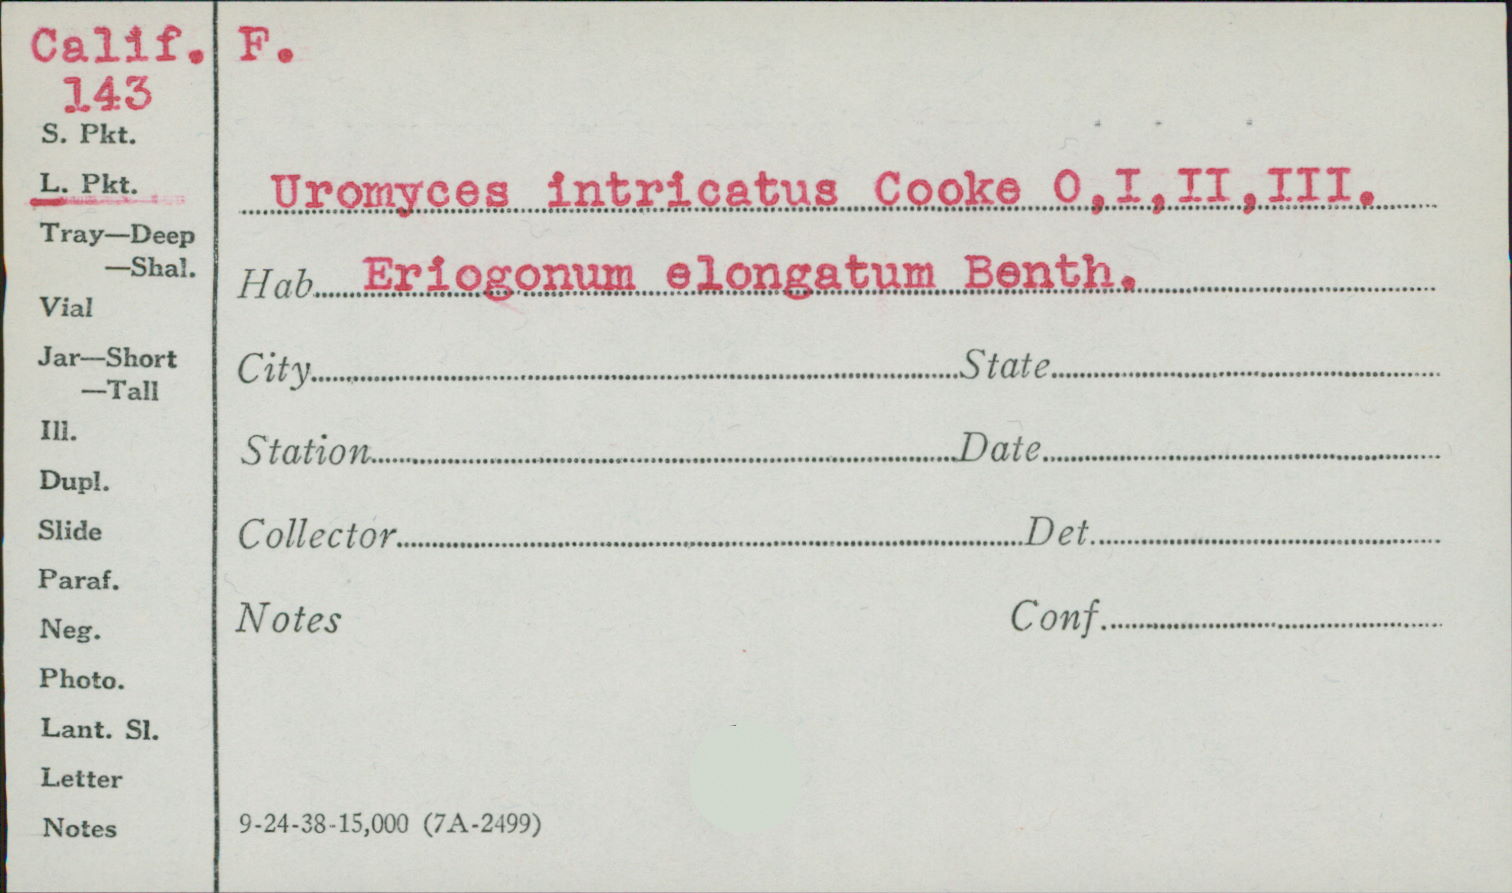 Calif. F.
143
S. Pkt.
L. Pkt.
Uromyces intricatus Cooke O,I,II,III.
Tray—Deep
—Shal.
Hab. Eriogonum elongatum Benth.
Vial
Jar—Short
—Tall
City State
Ill.
Station Date
Dupl.
Slide
Collector Det.
Paraf.
Neg.
Notes Conf.
Photo.
Lant. Sl.
Letter
Notes
9-24-38-15,000 (7A-2499)